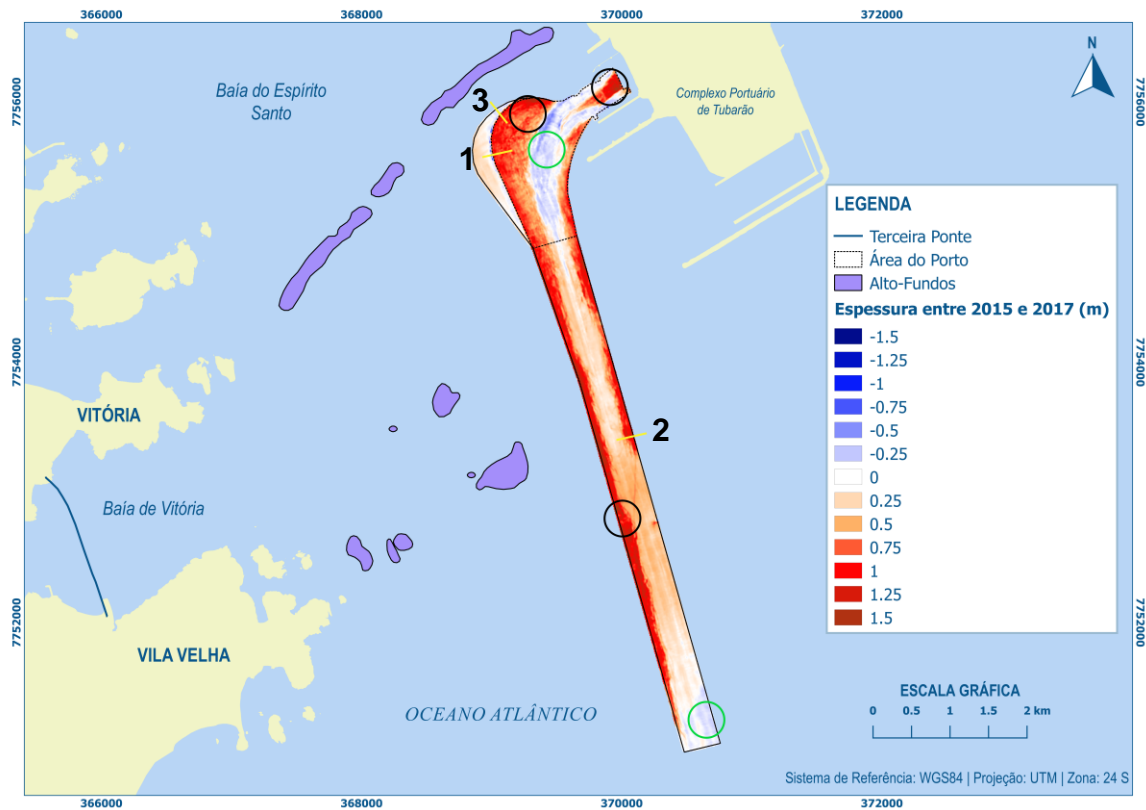 366000
368000
370000
372000
N
Baía do Espírito
Santo
Complexo Portuário
de Tubarão
7756000
7756000
3
1
LEGENDA
Terceira Ponte
Área do Porto
Alto-Fundos
Espessura entre 2015 e 2017 (m)
-1.5
-1.25
-1
-0.75
-0.5
-0.25
0
0.25
0.5
0.75
1
1.25
1.5
7754000
7754000
VITÓRIA
2
Baía de Vitória
7752000
7752000
VILA VELHA
OCEANO ATLÂNTICO
ESCALA GRÁFICA
0 0.5 1 1.5 2 km
Sistema de Referência: WGS84 | Projeção: UTM | Zona: 24 S
366000
368000
370000
372000